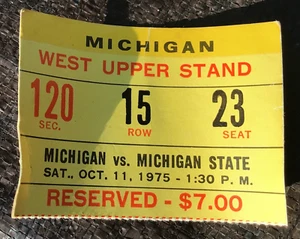 MICHIGAN
WEST UPPER STAND
120 15 23
SEC. ROW SEAT
MICHIGAN vs. MICHIGAN STATE
SAT., OCT. 11, 1975 - 1:30 P. M.
RESERVED - $7.00